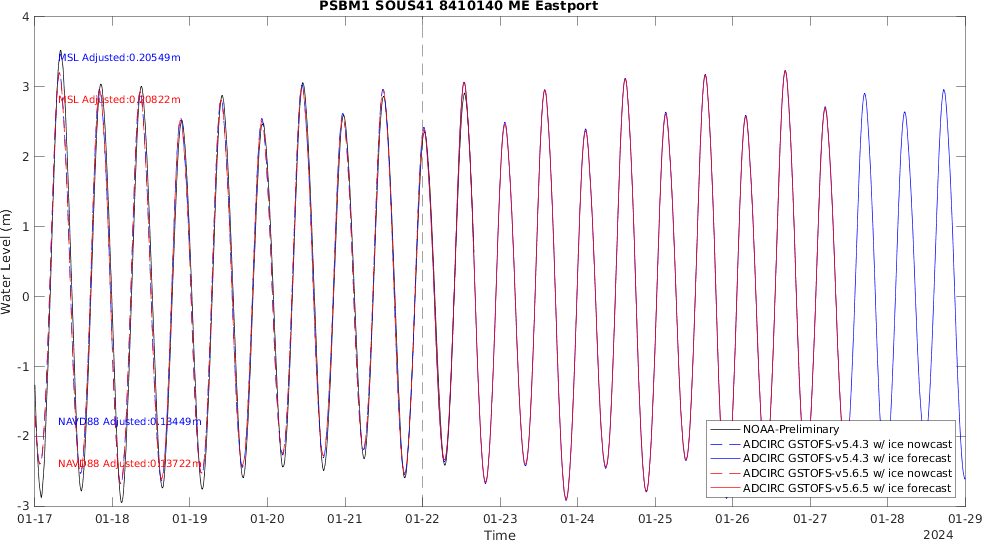 PSBM1 SOUS41 8410140 ME Eastport
4
3
2
1
0
-1
-2
-3
Water Level (m)
MSL Adjusted:0.20549m
MSL Adjusted:0.20822m
NAVD88 Adjusted:0.13449m
NAVD88 Adjusted:0.13722m
NOAA-Preliminary
ADCIRC GSTOFS-v5.4.3 w/ ice nowcast
ADCIRC GSTOFS-v5.4.3 w/ ice forecast
ADCIRC GSTOFS-v5.6.5 w/ ice nowcast
ADCIRC GSTOFS-v5.6.5 w/ ice forecast
01-17 01-18 01-19 01-20 01-21 01-22 01-23 01-24 01-25 01-26 01-27 01-28 01-29
Time
2024